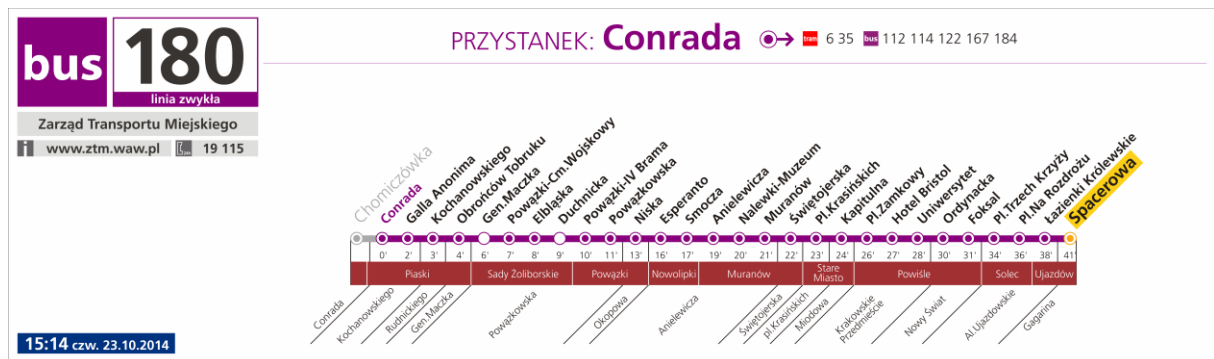 bus 180
linia zwykła
Zarząd Transportu Miejskiego
i www.ztm.waw.pl 19 115
PRZYSTANEK: Conrada tram 6 35 bus 112 114 122 167 184
Chomiczówka
Conrada
Galla Anonima
Kochanowskiego
Obrońców Tobruku
Gen.Maczka
Powązki-Cm.Wojskowy
Elbląska
Duchnicka
Powązki-IV Brama
Powązkowska
Niska
Esperanto
Smocza
Anielewicza
Nalewki-Muzeum
Muranów
Świętojerska
Pl.Krasińskich
Kapitulna
Pl.Zamkowy
Hotel Bristol
Uniwersytet
Ordynacka
Foksal
Pl.Trzech Krzyży
Pl.Na Rozdrożu
Łazienki Królewskie
Spacerowa
0' 2' 3' 4' 6' 7' 8' 9' 10' 11' 13' 16' 17' 19' 20' 21' 22' 23' 24' 26' 27' 28' 30' 31' 34' 36' 38' 41'
Piaski Sady Żoliborskie Powązki Nowolipki Muranów Stare Miasto Powiśle Solec Ujazdów
Conrada
Kochanowskiego
Rudnickiego
Gen.Maczka
Powązkowska
Okopowa
Anielewicza
Świętojerska
pl.Krasińskich
Miodowa
Krakowskie
Przedmieście
Nowy Świat
Al.Ujazdowskie
Gagarina
15:14 czw. 23.10.2014